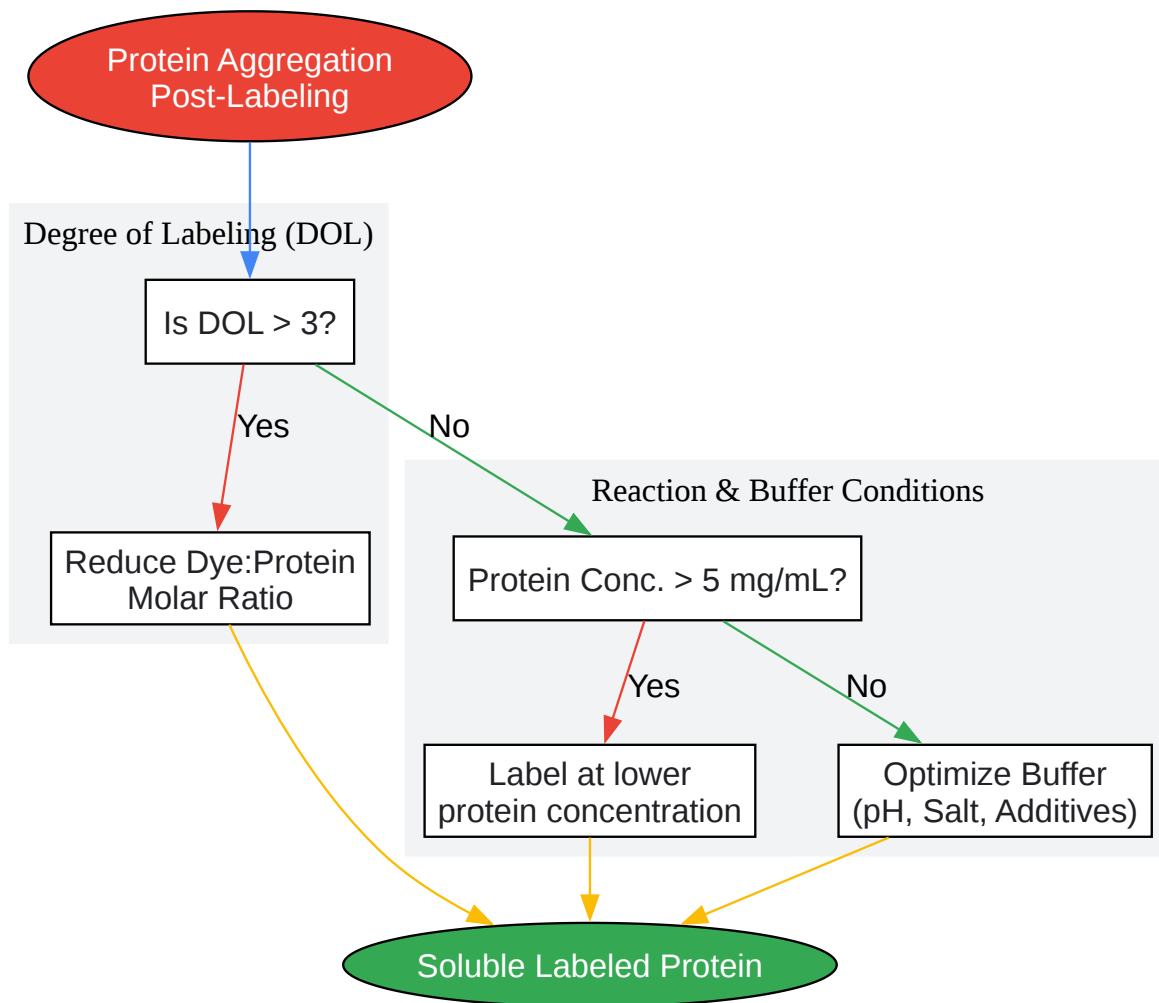 Protein Aggregation
Post-Labeling
Degree of Labeling (DOL)
Is DOL > 3?
Yes
No
Reduce Dye:Protein
Molar Ratio
Reaction & Buffer Conditions
Protein Conc. > 5 mg/mL?
Yes
No
Label at lower
protein concentration
Optimize Buffer
(pH, Salt, Additives)
Soluble Labeled Protein